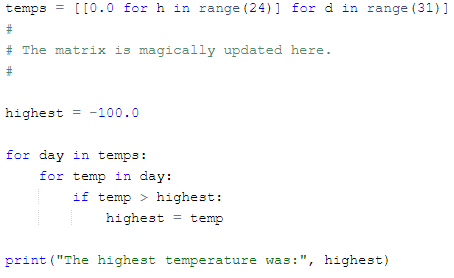 temps = [[0.0 for h in range(24)] for d in range(31)]
#
# The matrix is magically updated here.
#

highest = -100.0

for day in temps:
    for temp in day:
        if temp > highest:
            highest = temp

print("The highest temperature was:", highest)